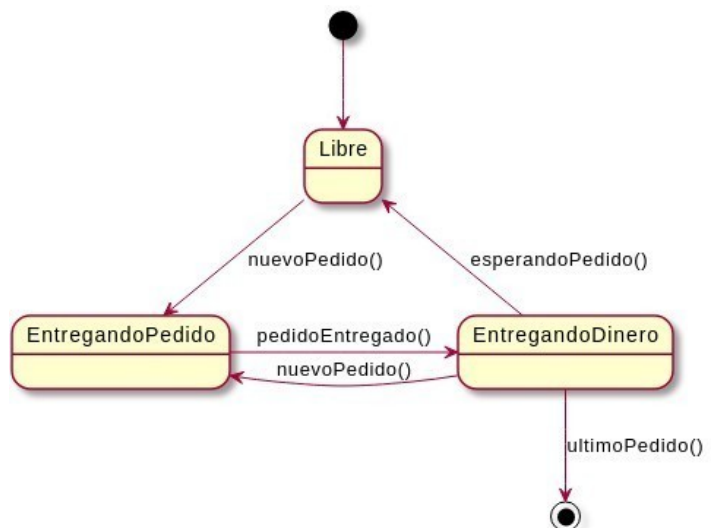 Libre
nuevoPedido()
esperandoPedido()
EntregandoPedido
pedidoEntregado()
EntregandoDinero
nuevoPedido()
ultimoPedido()